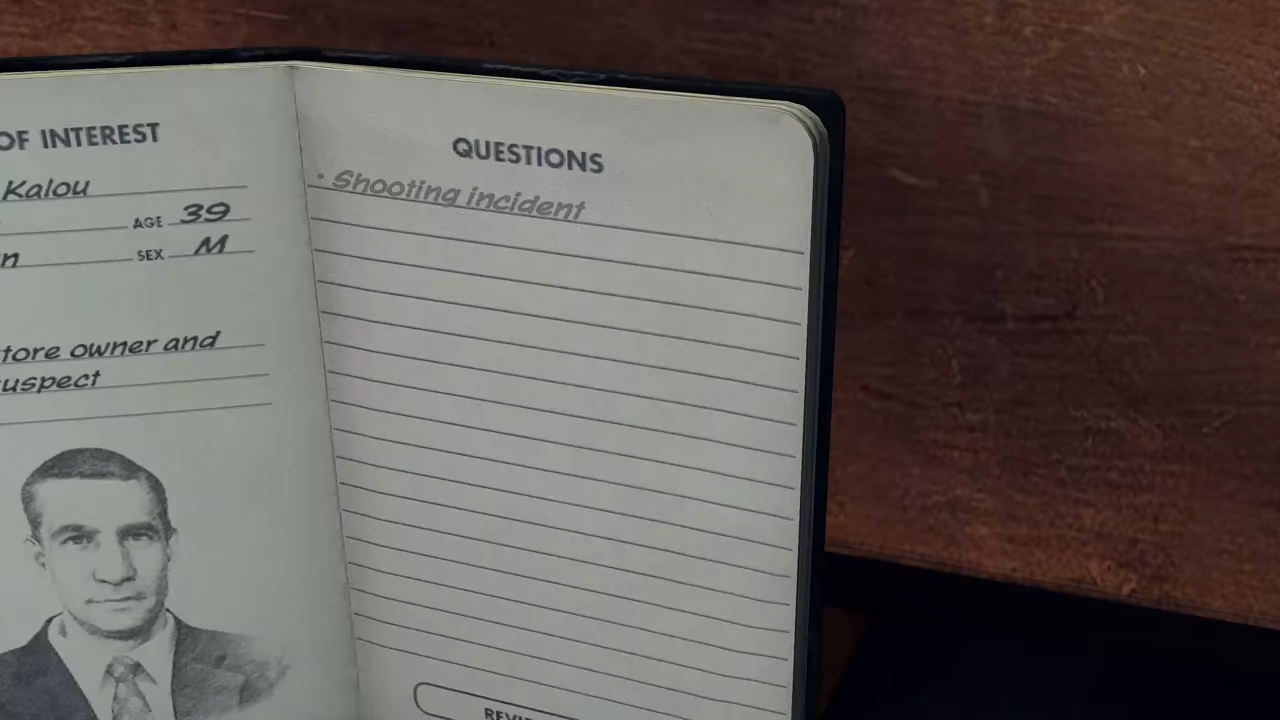 OF INTEREST
Kalou
AGE 39
n
SEX M
tore owner and
uspect
QUESTIONS
· Shooting incident